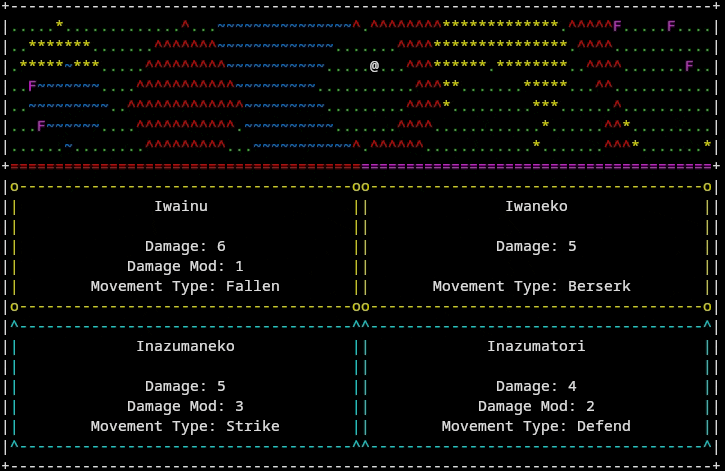 Iwainu
Damage: 6
Damage Mod: 1
Movement Type: Fallen
Iwaneko
Damage: 5
Movement Type: Berserk
Inazumaneko
Damage: 5
Damage Mod: 3
Movement Type: Strike
Inazumatori
Damage: 4
Damage Mod: 2
Movement Type: Defend